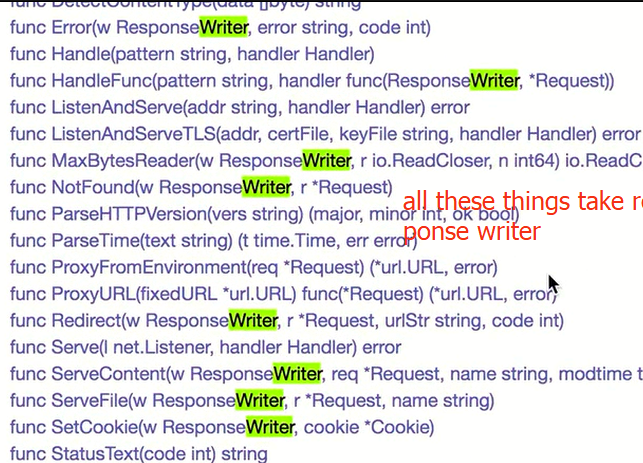 func DetectContentType(data []byte) string
func Error(w ResponseWriter, error string, code int)
func Handle(pattern string, handler Handler)
func HandleFunc(pattern string, handler func(ResponseWriter, *Request))
func ListenAndServe(addr string, handler Handler) error
func ListenAndServeTLS(addr, certFile, keyFile string, handler Handler) error
func MaxBytesReader(w ResponseWriter, r io.ReadCloser, n int64) io.ReadC
func NotFound(w ResponseWriter, r *Request)
all these things take re
func ParseHTTPVersion(vers string) (major, minor int, ok bool)
ponse writer
func ParseTime(text string) (t time.Time, err error)
func ProxyFromEnvironment(req *Request) (*url.URL, error)
func ProxyURL(fixedURL *url.URL) func(*Request) (*url.URL, error)
func Redirect(w ResponseWriter, r *Request, urlStr string, code int)
func Serve(l net.Listener, handler Handler) error
func ServeContent(w ResponseWriter, req *Request, name string, modtime t
func ServeFile(w ResponseWriter, r *Request, name string)
func SetCookie(w ResponseWriter, cookie *Cookie)
func StatusText(code int) string